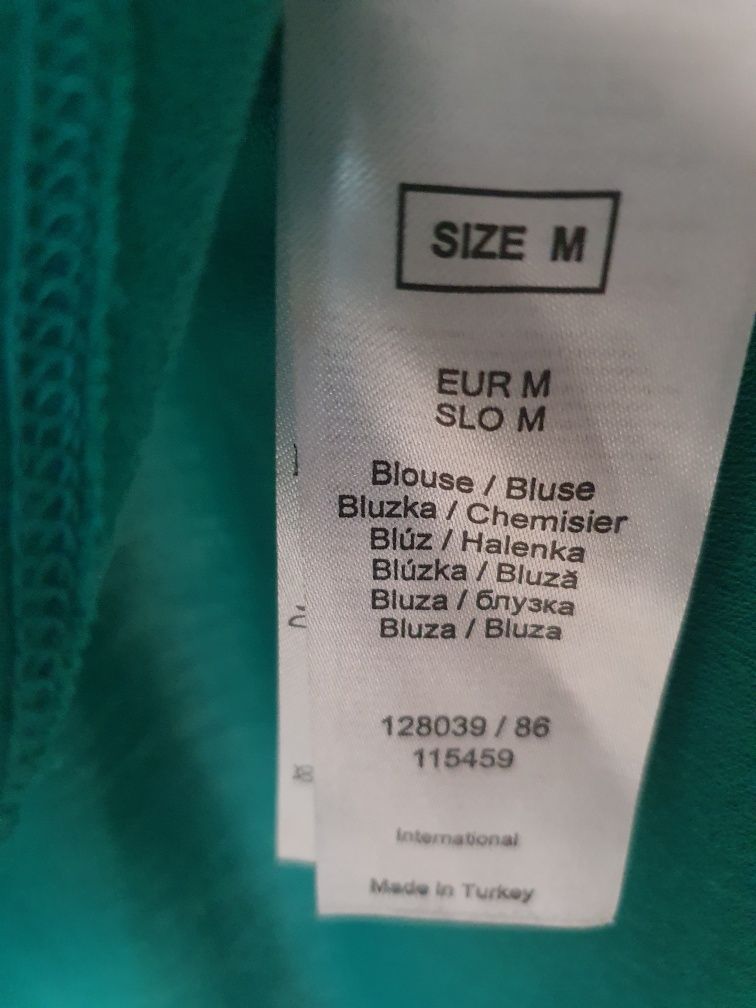 SIZE M
EUR M
SLO M
Blouse / Bluse
Bluzka / Chemisier
Blúz / Halenka
Blúzka / Bluză
Bluza / блузка
Bluza / Bluza
128039 / 86
115459
International
Made in Turkey